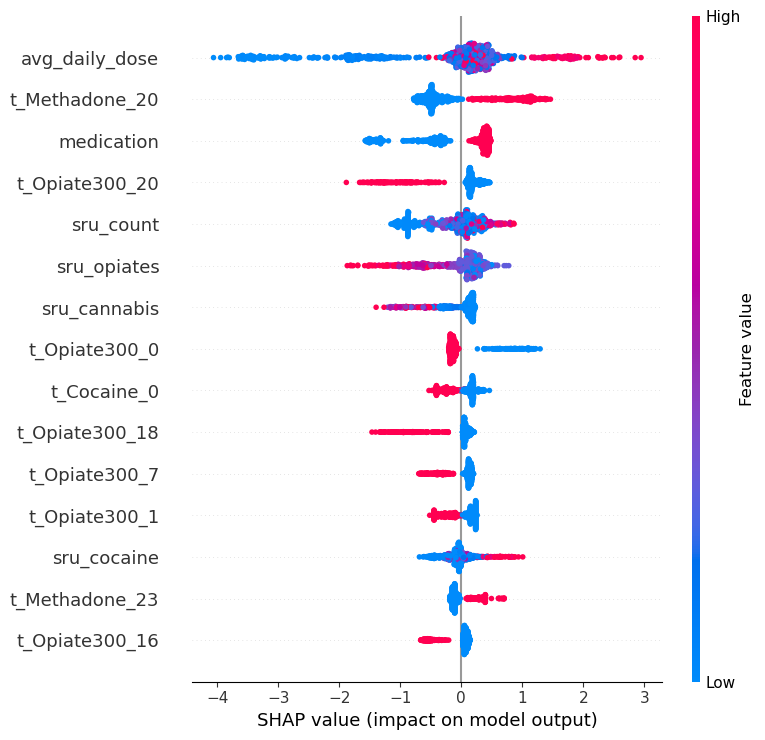 High
avg_daily_dose
t_Methadone_20
medication
t_Opiate300_20
sru_count
sru_opiates
sru_cannabis
t_Opiate300_0
t_Cocaine_0
t_Opiate300_18
t_Opiate300_7
t_Opiate300_1
sru_cocaine
t_Methadone_23
t_Opiate300_16
Feature value
Low
−4 −3 −2 −1 0 1 2 3
SHAP value (impact on model output)